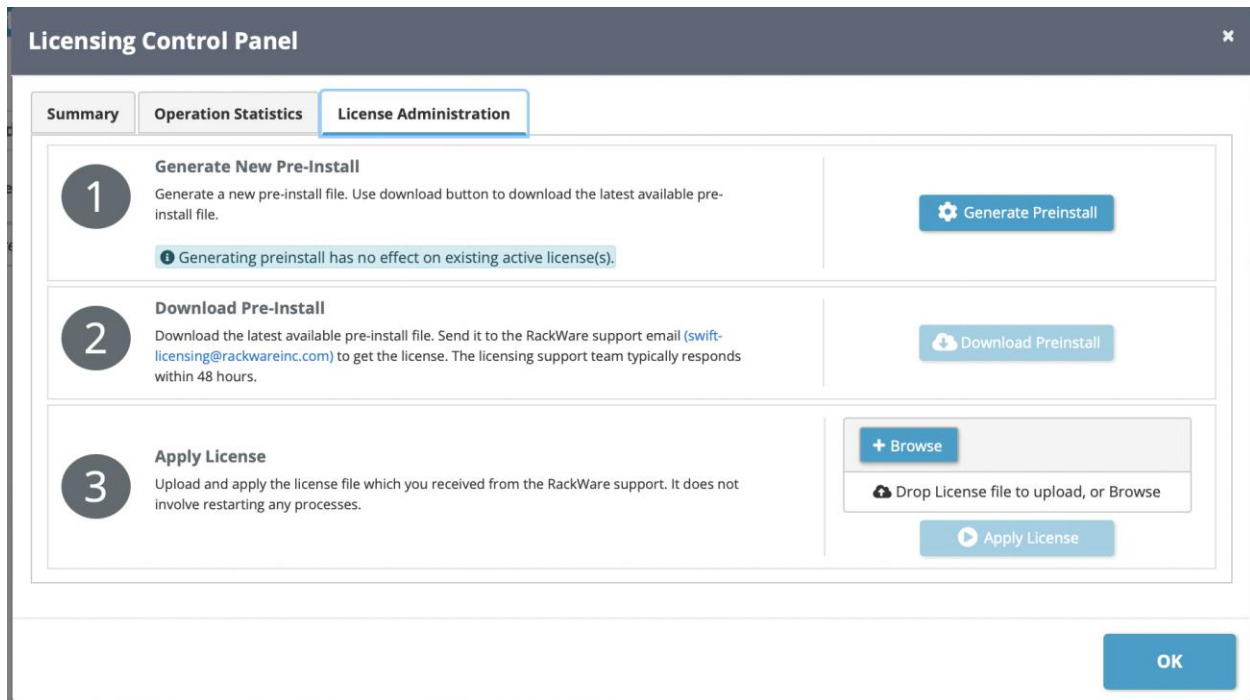 Licensing Control Panel
Summary
Operation Statistics
License Administration
1
Generate New Pre-Install
Generate a new pre-install file. Use download button to download the latest available pre-
install file.
Generating preinstall has no effect on existing active license(s).
Generate Preinstall
2
Download Pre-Install
Download the latest available pre-install file. Send it to the RackWare support email (swift-
licensing@rackwareinc.com) to get the license. The licensing support team typically responds
within 48 hours.
Download Preinstall
3
Apply License
Upload and apply the license file which you received from the RackWare support. It does not
involve restarting any processes.
+ Browse
Drop License file to upload, or Browse
Apply License
OK